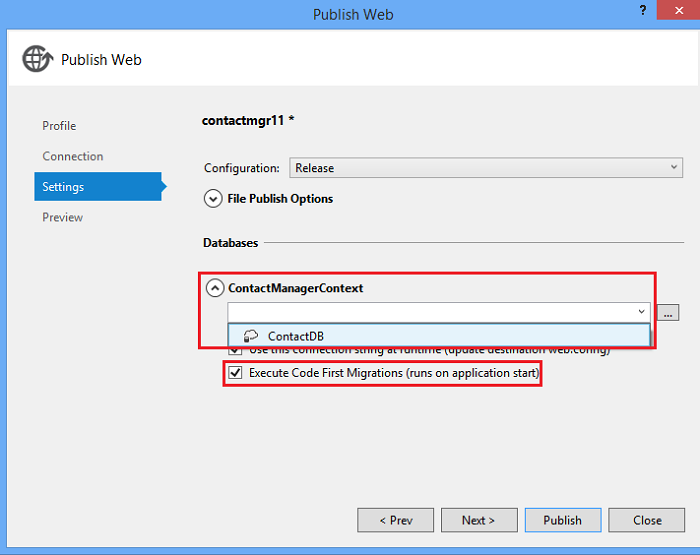 Publish Web
?
Publish Web
Profile
Connection
Settings
Preview
contactmgr11 *
Configuration: Release
File Publish Options
Databases
ContactManagerContext
...
ContactDB
Use this connection string at runtime (update destination web.config)
Execute Code First Migrations (runs on application start)
< Prev
Next >
Publish
Close